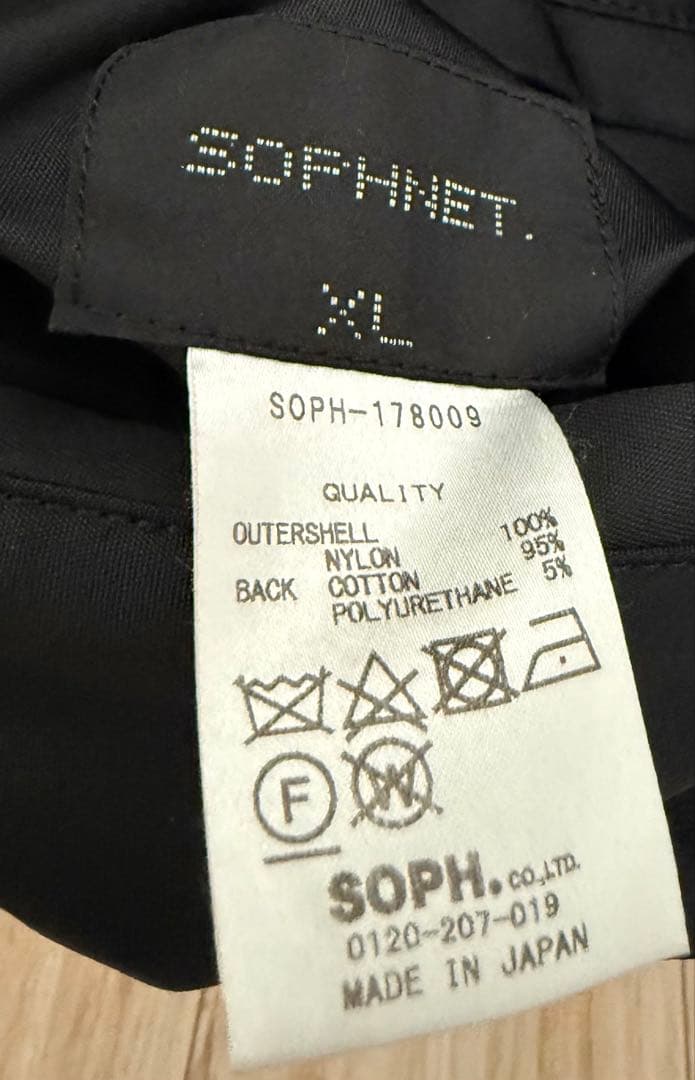 SOPHNET.
XL
SOPH-178009
QUALITY
OUTERSHELL
NYLON 100%
BACK COTTON 95%
POLYURETHANE 5%
F W
SOPH. CO.,LTD.
0120-207-019
MADE IN JAPAN